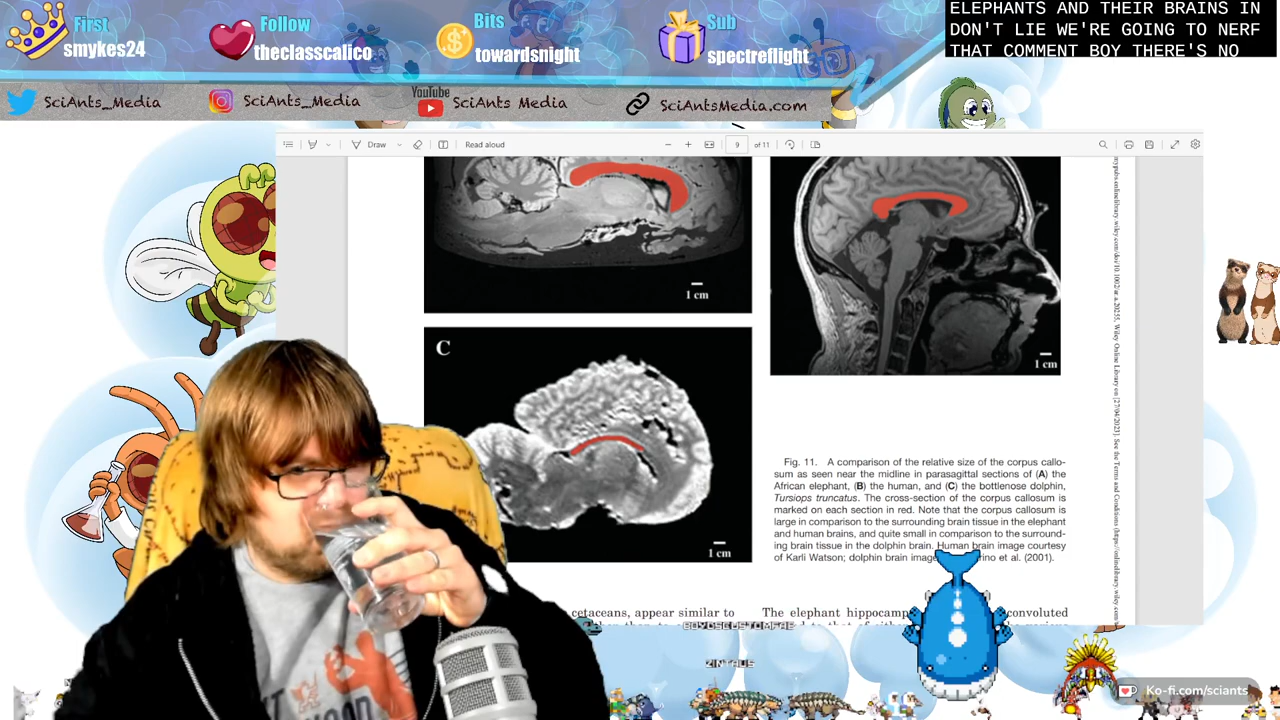 First
smykes24
Follow
theclasscalico
Bits
towardsnight
Sub
spectreflight
ELEPHANTS AND THEIR BRAINS IN
DON'T LIE WE'RE GOING TO NERF
THAT COMMENT BOY THERE'S NO
SciAnts_Media
SciAnts_Media
YouTube
SciAnts Media
SciAntsMedia.com
Draw
Read aloud
9
of 11
1 cm
1 cm
C
1 cm
Fig. 11. A comparison of the relative size of the corpus callo-
sum as seen near the midline in parasagittal sections of (A) the
African elephant, (B) the human, and (C) the bottlenose dolphin,
Tursiops truncatus. The cross-section of the corpus callosum is
marked on each section in red. Note that the corpus callosum is
large in comparison to the surrounding brain tissue in the elephant
and human brains, and quite small in comparison to the surround-
ing brain tissue in the dolphin brain. Human brain image courtesy
of Karli Watson; dolphin brain image et al. (2001).
cetaceans, appear similar to
The elephant convoluted
ZINTAUS
Ko-fi.com/sciants